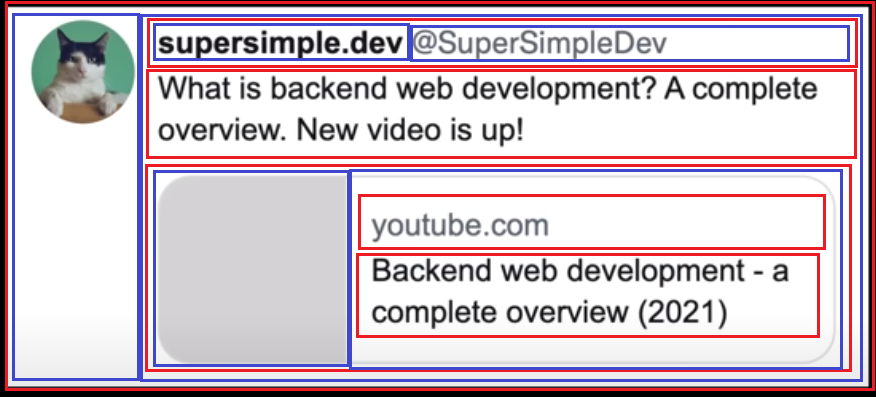 supersimple.dev @SuperSimpleDev
What is backend web development? A complete
overview. New video is up!
youtube.com
Backend web development - a
complete overview (2021)